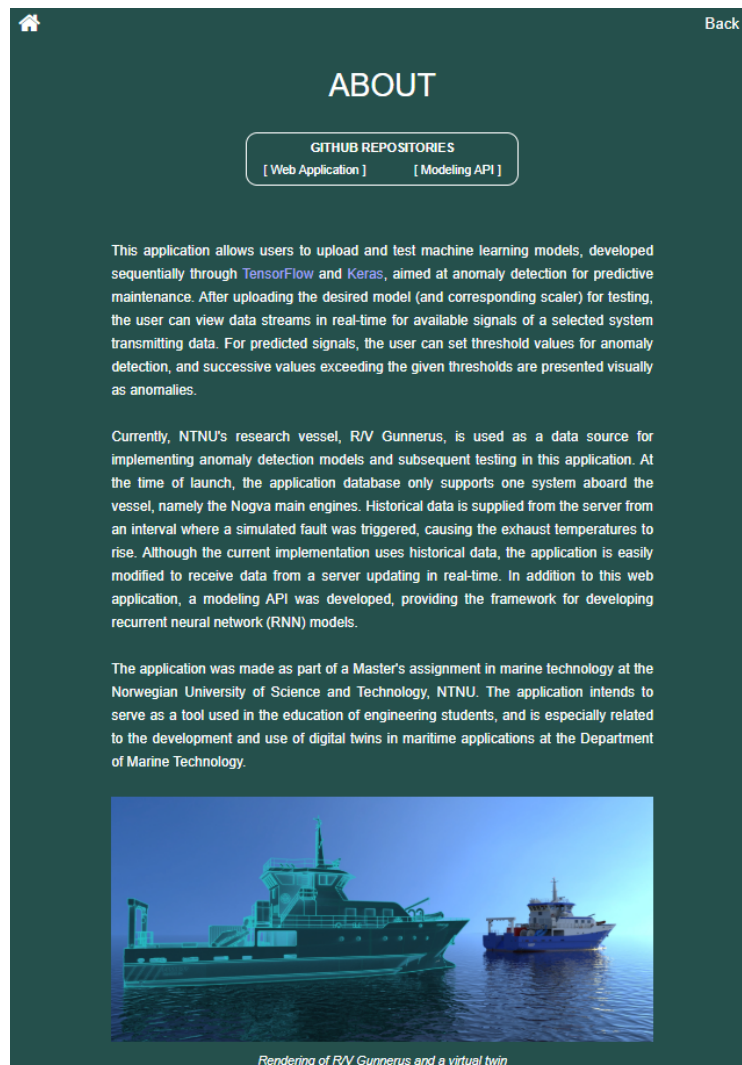 Back
ABOUT
GITHUB REPOSITORIES
[ Web Application ] [ Modeling API ]
This application allows users to upload and test machine learning models, developed
sequentially through TensorFlow and Keras, aimed at anomaly detection for predictive
maintenance. After uploading the desired model (and corresponding scaler) for testing,
the user can view data streams in real-time for available signals of a selected system
transmitting data. For predicted signals, the user can set threshold values for anomaly
detection, and successive values exceeding the given thresholds are presented visually
as anomalies.
Currently, NTNU's research vessel, R/V Gunnerus, is used as a data source for
implementing anomaly detection models and subsequent testing in this application. At
the time of launch, the application database only supports one system aboard the
vessel, namely the Nogva main engines. Historical data is supplied from the server from
an interval where a simulated fault was triggered, causing the exhaust temperatures to
rise. Although the current implementation uses historical data, the application is easily
modified to receive data from a server updating in real-time. In addition to this web
application, a modeling API was developed, providing the framework for developing
recurrent neural network (RNN) models.
The application was made as part of a Master's assignment in marine technology at the
Norwegian University of Science and Technology, NTNU. The application intends to
serve as a tool used in the education of engineering students, and is especially related
to the development and use of digital twins in maritime applications at the Department
of Marine Technology.
Rendering of R/V Gunnerus and a virtual twin